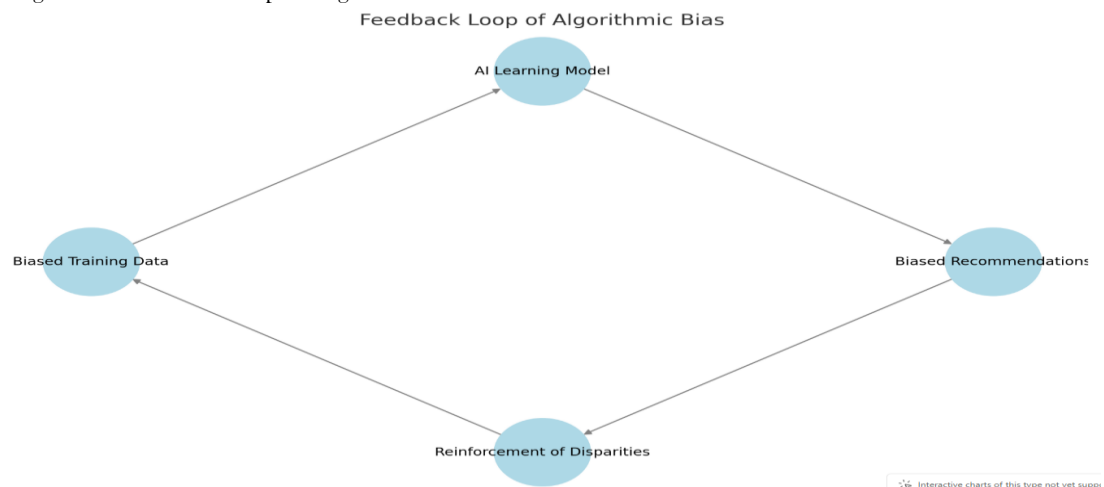 Feedback Loop of Algorithmic Bias
AI Learning Model
Biased Training Data
Biased Recommendations
Reinforcement of Disparities
Interactive charts of this type not yet